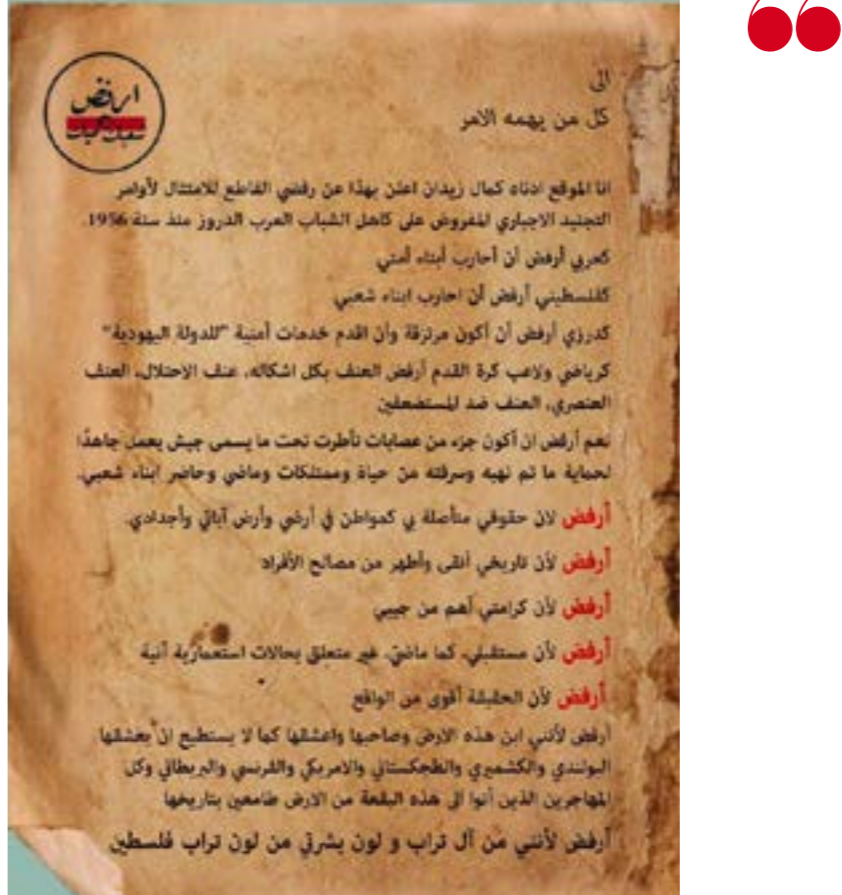 ارفض
شعبك بيحميك
الى
كل من يهمه الامر
انا الموقع ادناه كمال زيدان اعلن بهذا عن رفضي القاطع للامتثال لأوامر
التجنيد الاجباري المفروض على كاهل الشباب العرب الدروز منذ سنة 1956.
كعربي أرفض أن أحارب أبناء أمتي
كفلسطيني أرفض أن احارب ابناء شعبي
كدرزي أرفض أن أكون مرتزقة وأن اقدم خدمات أمنية "للدولة اليهودية"
كرياضي ولاعب كرة القدم أرفض العنف بكل اشكاله، عنف الاحتلال، العنف
العنصري، العنف ضد المستضعفين
نعم أرفض ان أكون جزء من عصابات تأطرت تحت ما يسمى جيش يعمل جاهدًا
لحماية ما تم نهبه وسرقته من حياة وممتلكات وماضي وحاضر ابناء شعبي.
أرفض لان حقوقي متأصلة بي كمواطن في أرضي وأرض آبائي وأجدادي.
أرفض لأن تاريخي أنقى وأطهر من مصالح الأفراد
أرفض لأن كرامتي أهم من جيبي
أرفض لأن مستقبلي، كما ماضيّ، غير متعلق بحالات استعمارية آنية
أرفض لأن الحقيقة أقوى من الواقع
أرفض لأنني ابن هذه الارض وصاحبها واعشقها كما لا يستطيع ان يعشقها
البولندي والكشميري والطجكستاني والامريكي والفرنسي والبريطاني وكل
المهاجرين الذين أتوا الى هذه البقعة من الارض طامعين بتاريخها
أرفض لأنني من آل تراب و لون بشرتي من لون تراب فلسطين